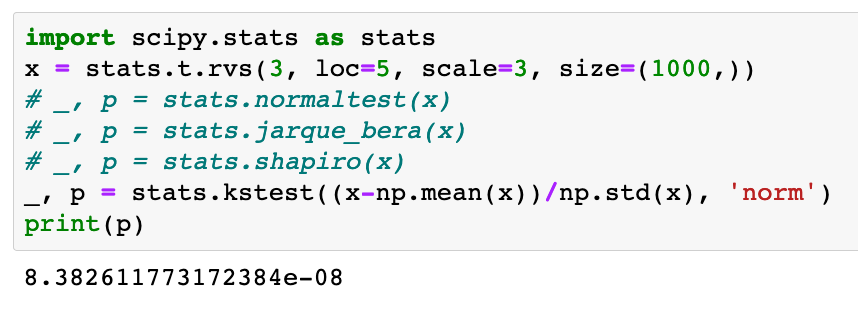 import scipy.stats as stats
x = stats.t.rvs(3, loc=5, scale=3, size=(1000,))
# _, p = stats.normaltest(x)
# _, p = stats.jarque_bera(x)
# _, p = stats.shapiro(x)
_, p = stats.kstest((x-np.mean(x))/np.std(x), 'norm')
print(p)
8.382611773172384e-08